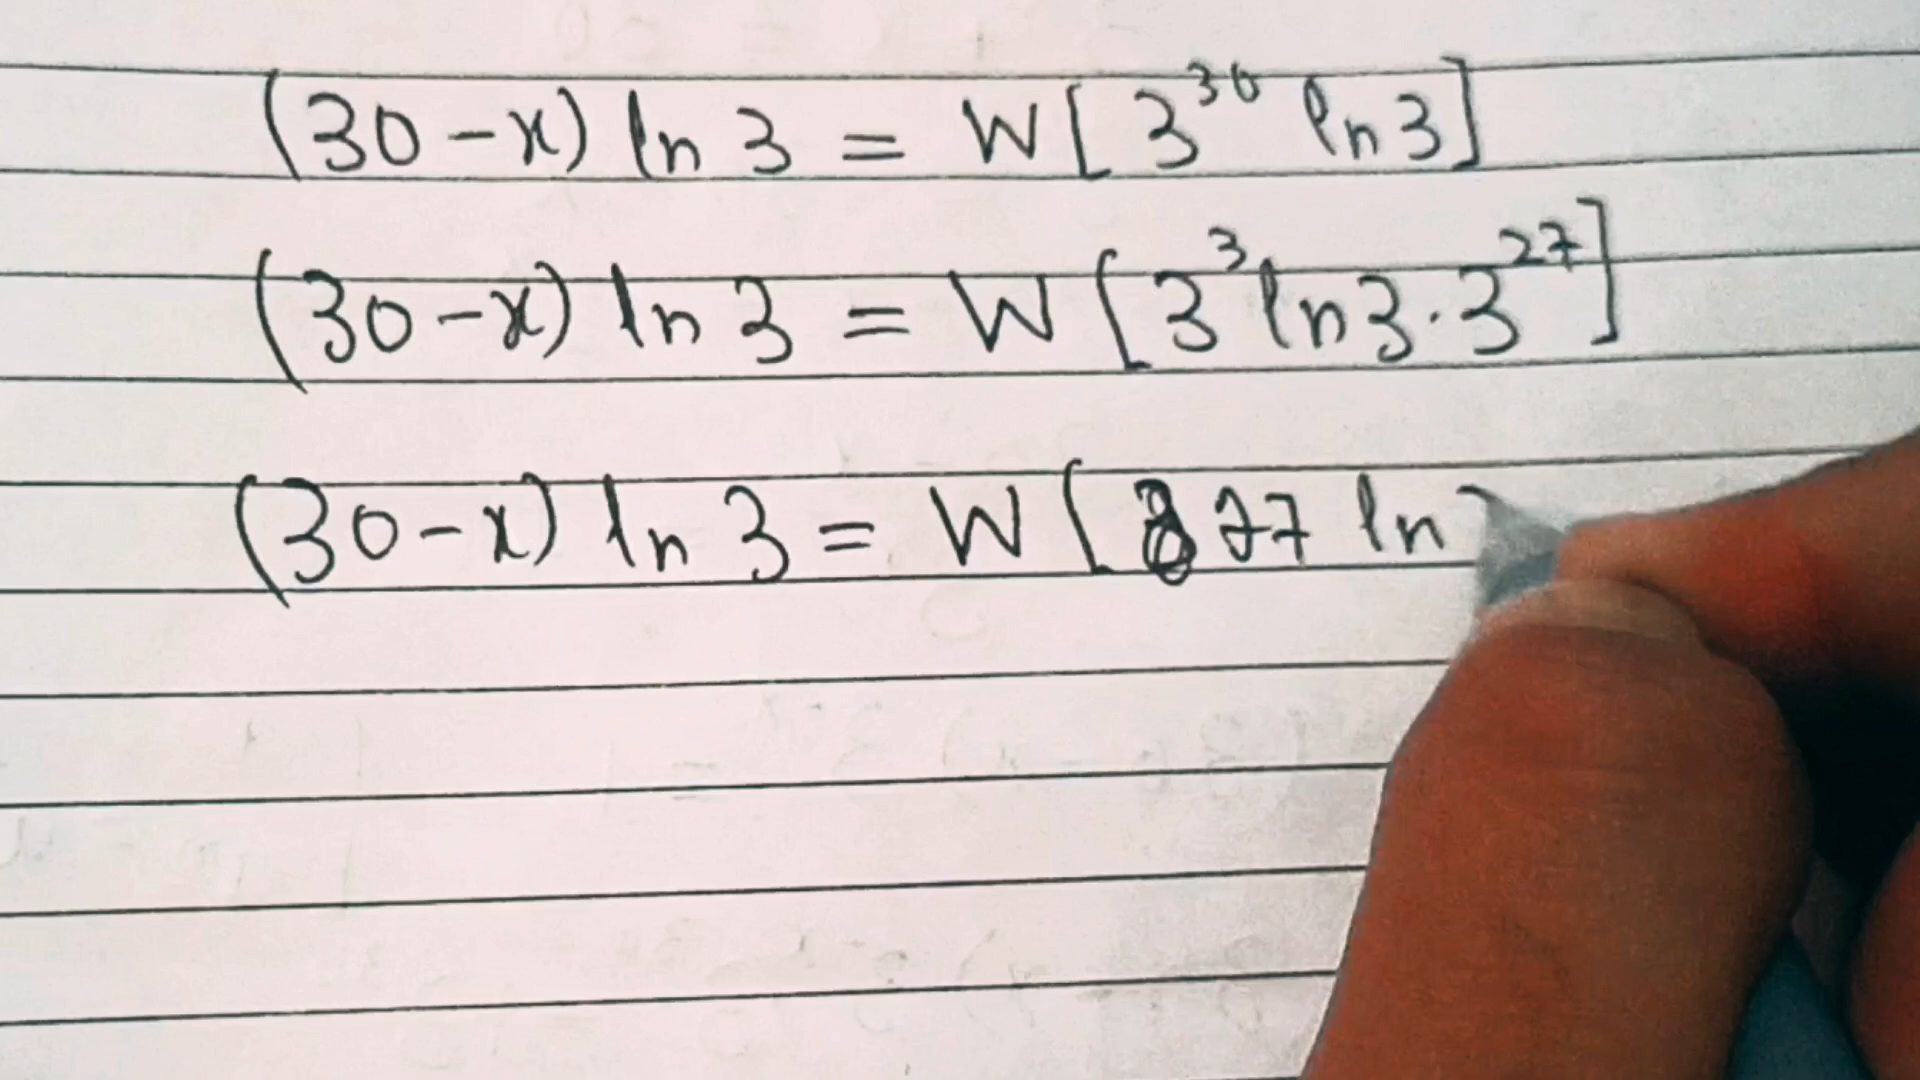 (30-x) ln 3 = W[3^30 ln 3]
(30-x) ln 3 = W[3^3 ln 3 . 3^27]
(30-x) ln 3 = W[ 27 ln